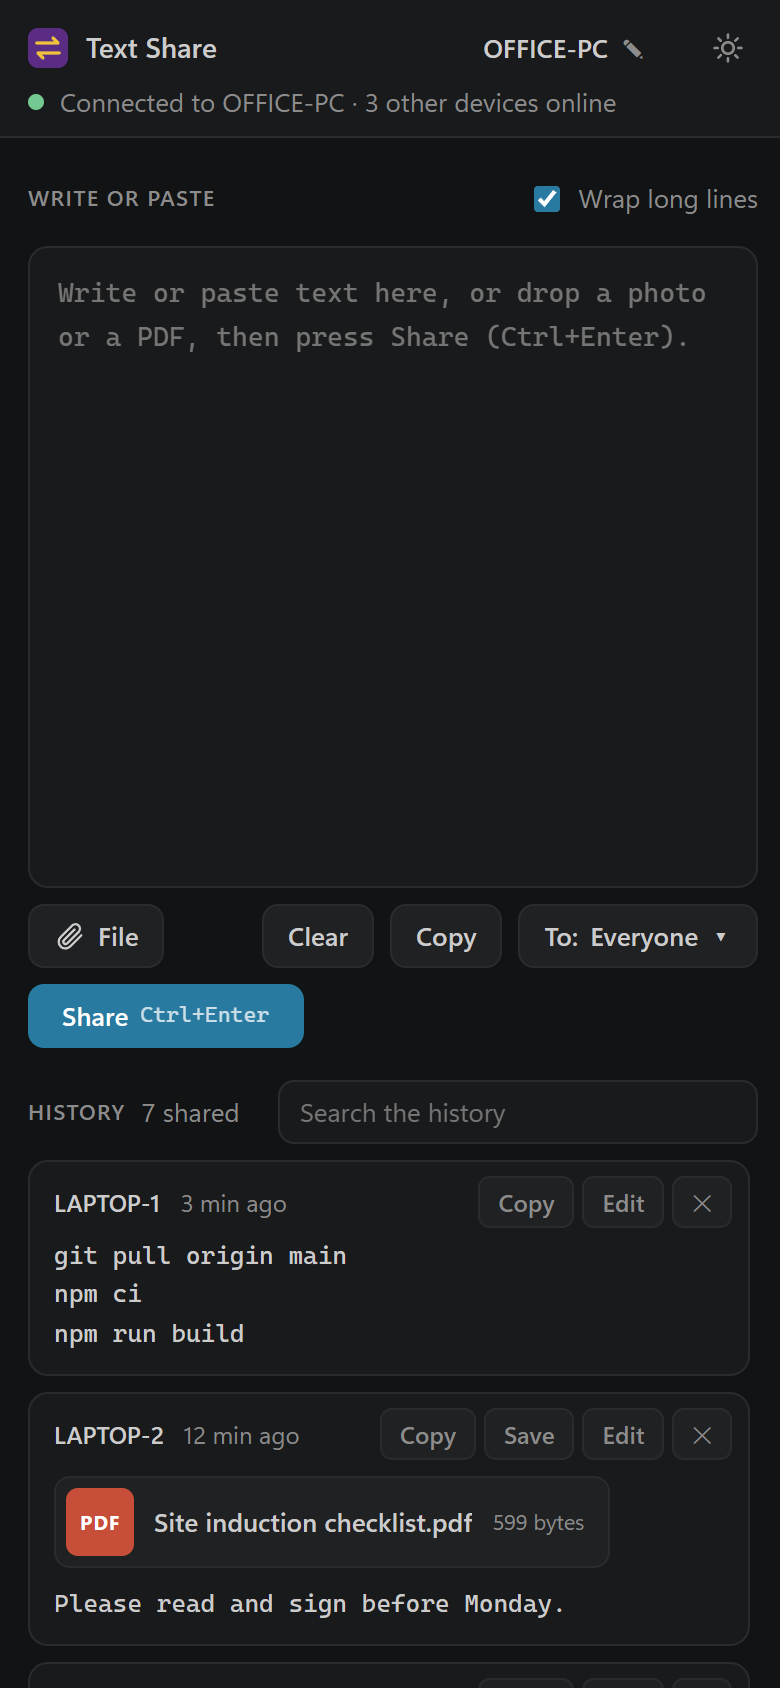 Text Share
OFFICE-PC
Connected to OFFICE-PC · 3 other devices online
WRITE OR PASTE
Wrap long lines
Write or paste text here, or drop a photo
or a PDF, then press Share (Ctrl+Enter).
File
Clear
Copy
To: Everyone
Share Ctrl+Enter
HISTORY 7 shared
Search the history
LAPTOP-1 3 min ago
Copy
Edit
git pull origin main
npm ci
npm run build
LAPTOP-2 12 min ago
Copy
Save
Edit
PDF
Site induction checklist.pdf 599 bytes
Please read and sign before Monday.